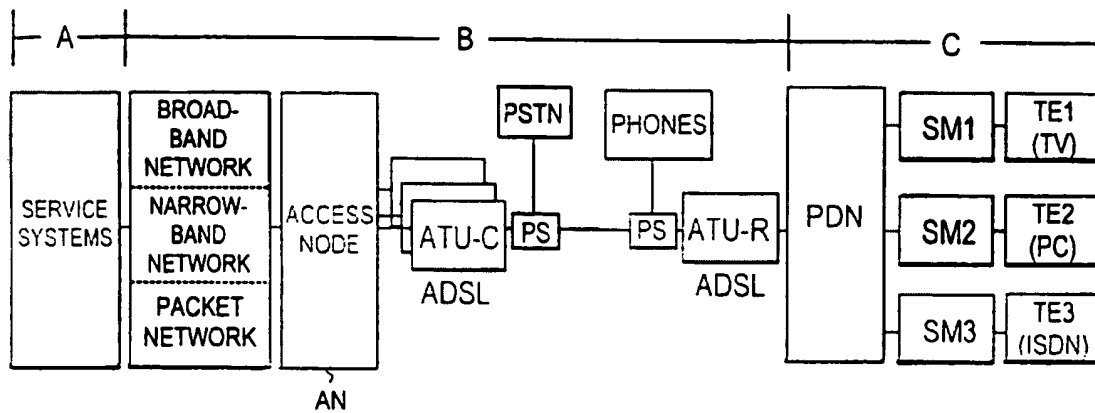 A
B
C
SERVICE
SYSTEMS
BROAD-
BAND
NETWORK
NARROW-
BAND
NETWORK
PACKET
NETWORK
ACCESS
NODE
AN
ATU-C
ADSL
PSTN
PS
PHONES
PS
ATU-R
ADSL
PDN
SM1
TE1
(TV)
SM2
TE2
(PC)
SM3
TE3
(ISDN)